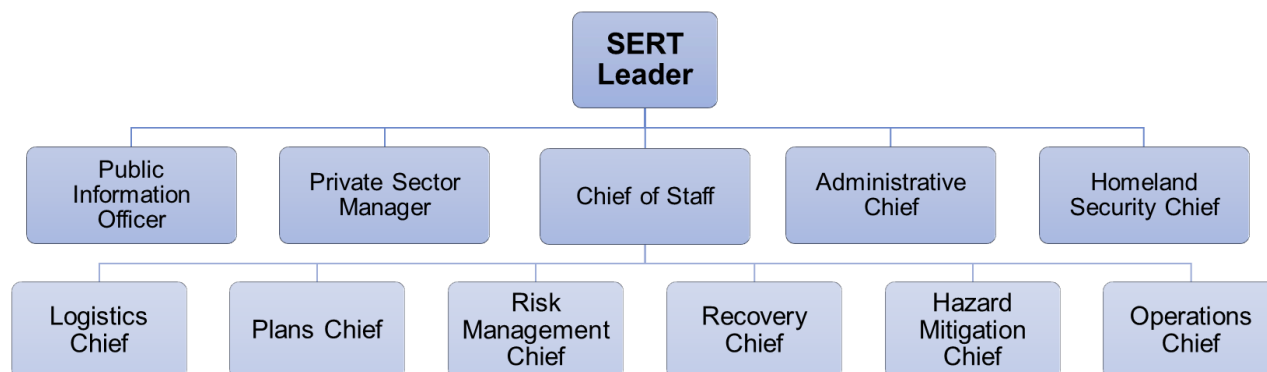 SERT
Leader
Public
Information
Officer
Private Sector
Manager
Chief of Staff
Administrative
Chief
Homeland
Security Chief
Logistics
Chief
Plans Chief
Risk
Management
Chief
Recovery
Chief
Hazard
Mitigation
Chief
Operations
Chief